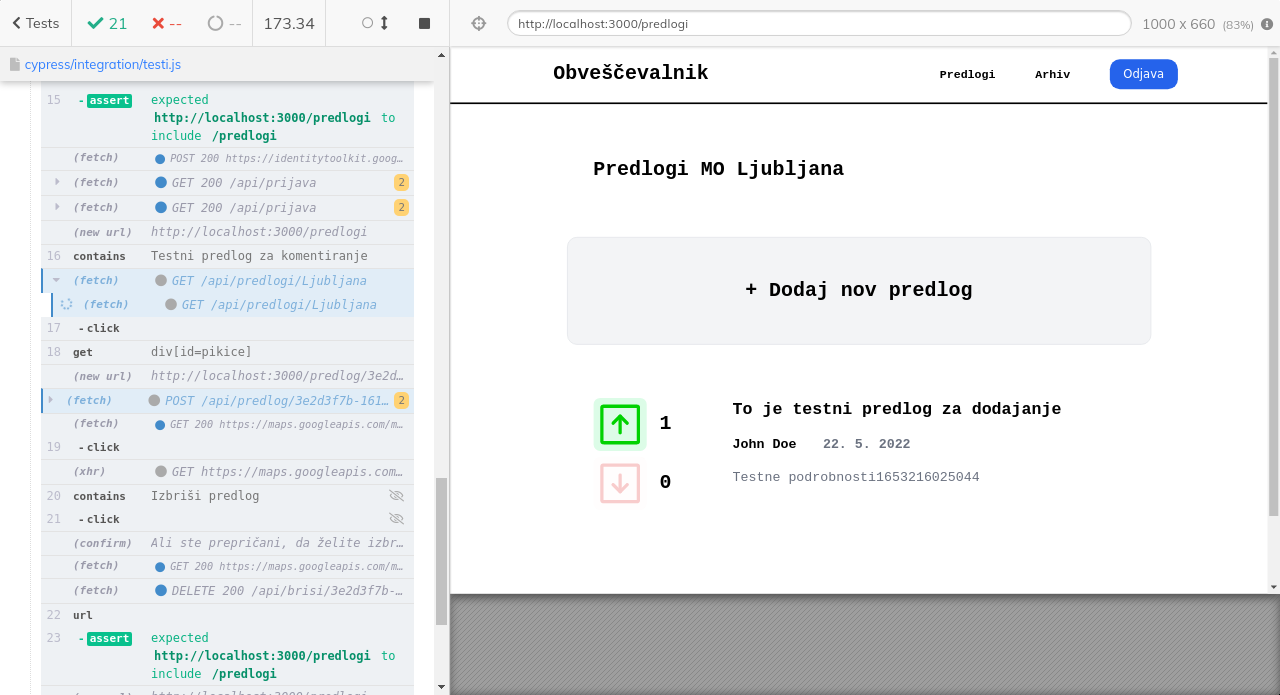 Tests
21
--
--
173.34
http://localhost:3000/predlogi
1000 x 660 (83%)
cypress/integration/testi.js
15 - assert expected
http://localhost:3000/predlogi to
include /predlogi
(fetch) POST 200 https://identitytoolkit.goog…
(fetch) GET 200 /api/prijava 2
(fetch) GET 200 /api/prijava 2
(new url) http://localhost:3000/predlogi
16 contains Testni predlog za komentiranje
(fetch) GET /api/predlogi/Ljubljana
(fetch) GET /api/predlogi/Ljubljana
17 - click
18 get div[id=pikice]
(new url) http://localhost:3000/predlog/3e2d…
(fetch) POST /api/predlog/3e2d3f7b-161… 2
(fetch) GET 200 https://maps.googleapis.com/m…
19 - click
(xhr) GET https://maps.googleapis.com…
20 contains Izbriši predlog
21 - click
(confirm) Ali ste prepričani, da želite izbr…
(fetch) GET 200 https://maps.googleapis.com/m…
(fetch) DELETE 200 /api/brisi/3e2d3f7b-…
22 url
23 - assert expected
http://localhost:3000/predlogi to
include /predlogi
Obveščevalnik
Predlogi
Arhiv
Odjava
Predlogi MO Ljubljana
+ Dodaj nov predlog
1
0
To je testni predlog za dodajanje
John Doe 22. 5. 2022
Testne podrobnosti1653216025044